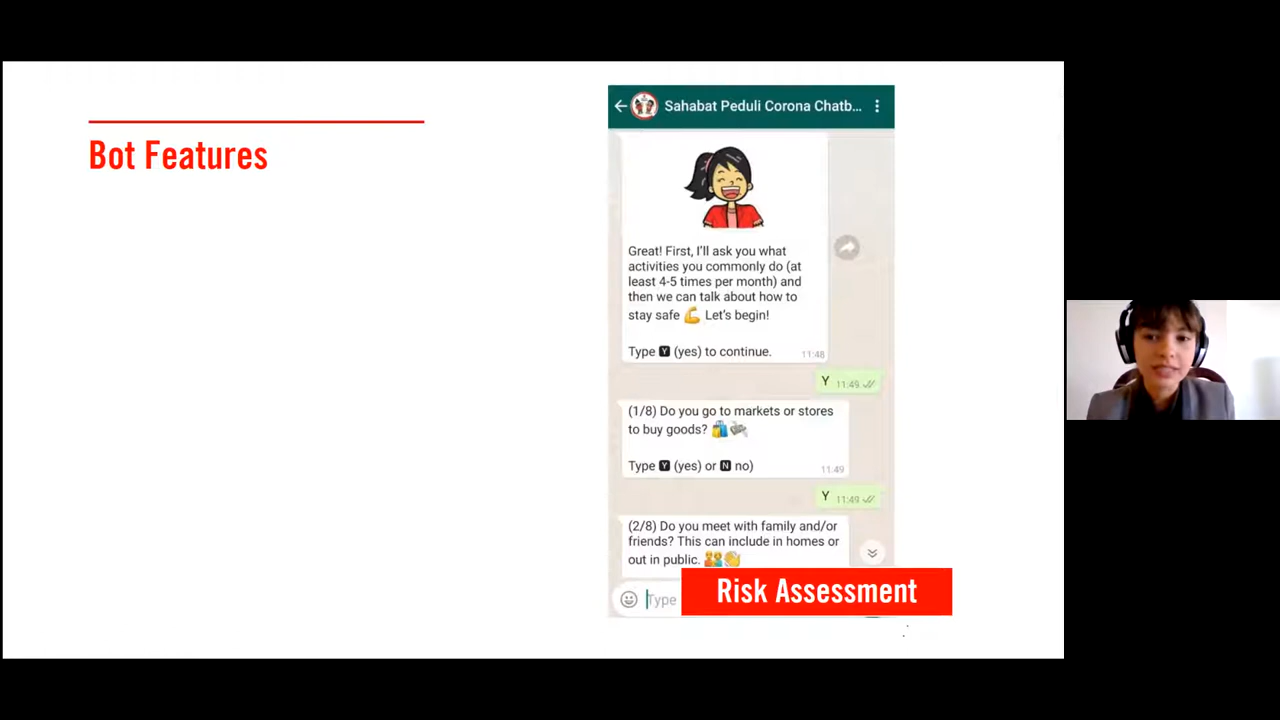 Bot Features
Sahabat Peduli Corona Chatb...
Great! First, I'll ask you what
activities you commonly do (at
least 4-5 times per month) and
then we can talk about how to
stay safe 💪 Let's begin!
Type Y (yes) to continue.
11:48
Y 11:49
(1/8) Do you go to markets or stores
to buy goods? 🛍️💸
Type Y (yes) or N no)
11:49
Y 11:49
(2/8) Do you meet with family and/or
friends? This can include in homes or
out in public. 👫👋
Type
Risk Assessment